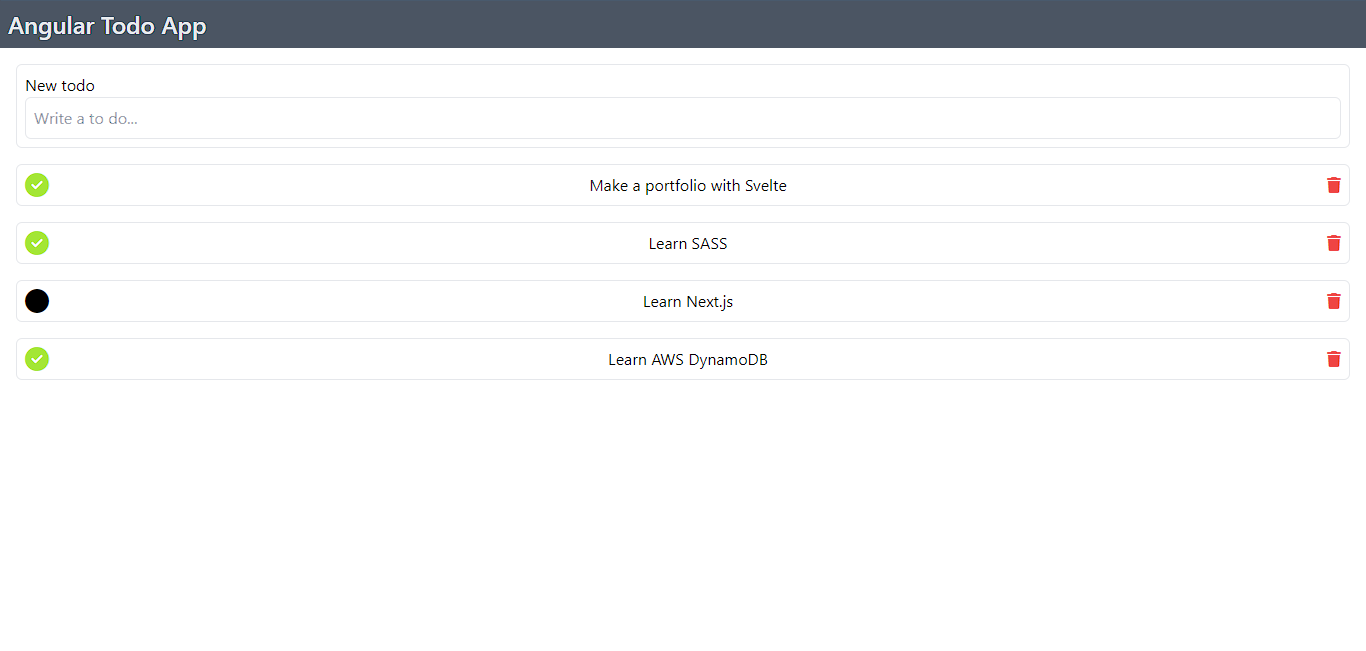 Angular Todo App
New todo
Write a to do...
Make a portfolio with Svelte
Learn SASS
Learn Next.js
Learn AWS DynamoDB